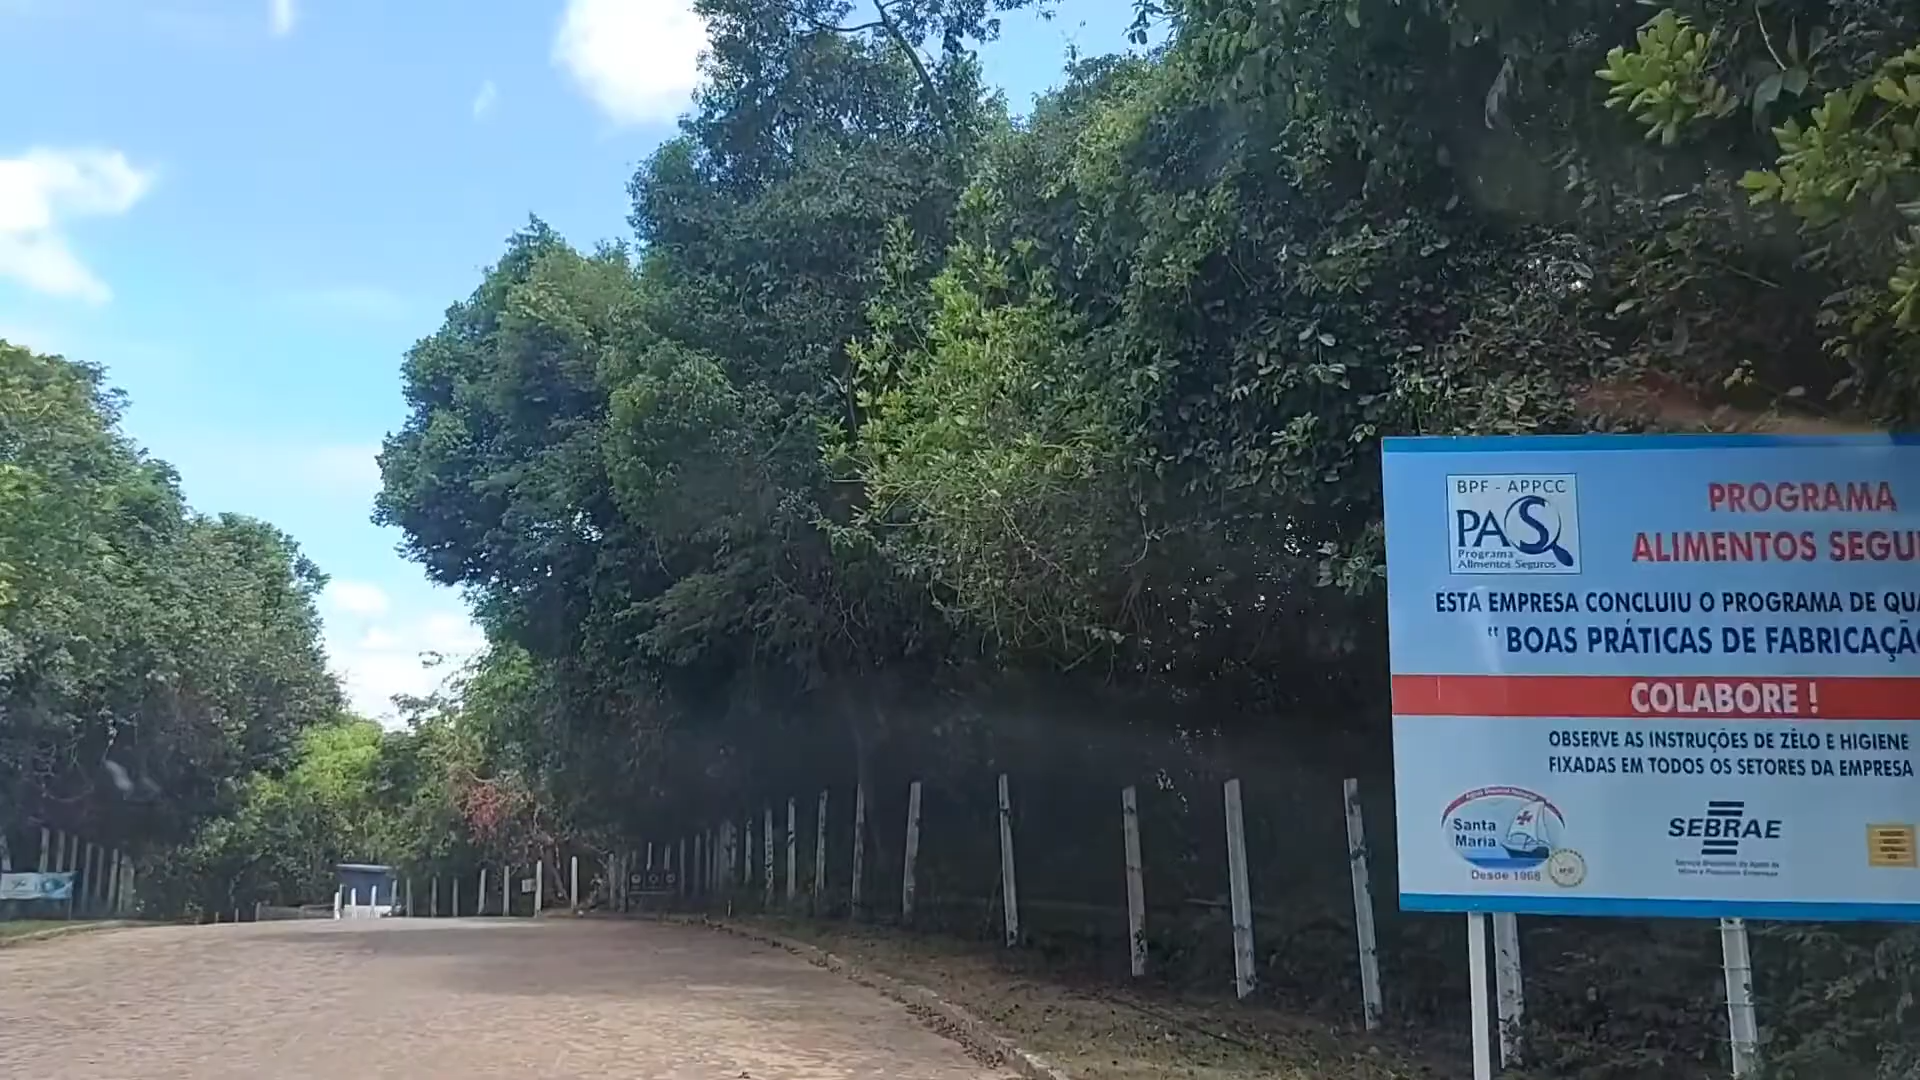 BPF - APPCC
PAS
Programa
Alimentos Seguros
PROGRAMA
ALIMENTOS SEGU
ESTA EMPRESA CONCLUIU O PROGRAMA DE QUA
“ BOAS PRÁTICAS DE FABRICAÇÃO
COLABORE !
OBSERVE AS INSTRUÇÕES DE ZÊLO E HIGIENE
FIXADAS EM TODOS OS SETORES DA EMPRESA
Santa
Maria
Desde 1968
SEBRAE